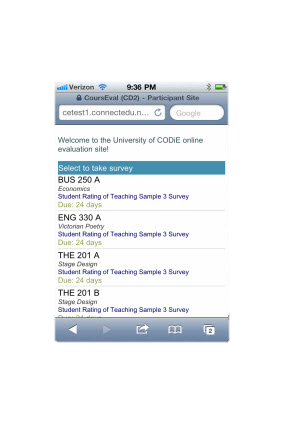 Verizon 9:36 PM
CoursEval (CD2) - Participant Site
cetest1.connectedu.n... Google
Welcome to the University of CODiE online
evaluation site!
Select to take survey
BUS 250 A
Economics
Student Rating of Teaching Sample 3 Survey
Due: 24 days
ENG 330 A
Victorian Poetry
Student Rating of Teaching Sample 3 Survey
Due: 24 days
THE 201 A
Stage Design
Student Rating of Teaching Sample 3 Survey
Due: 24 days
THE 201 B
Stage Design
Student Rating of Teaching Sample 3 Survey
Due: 24 days
2